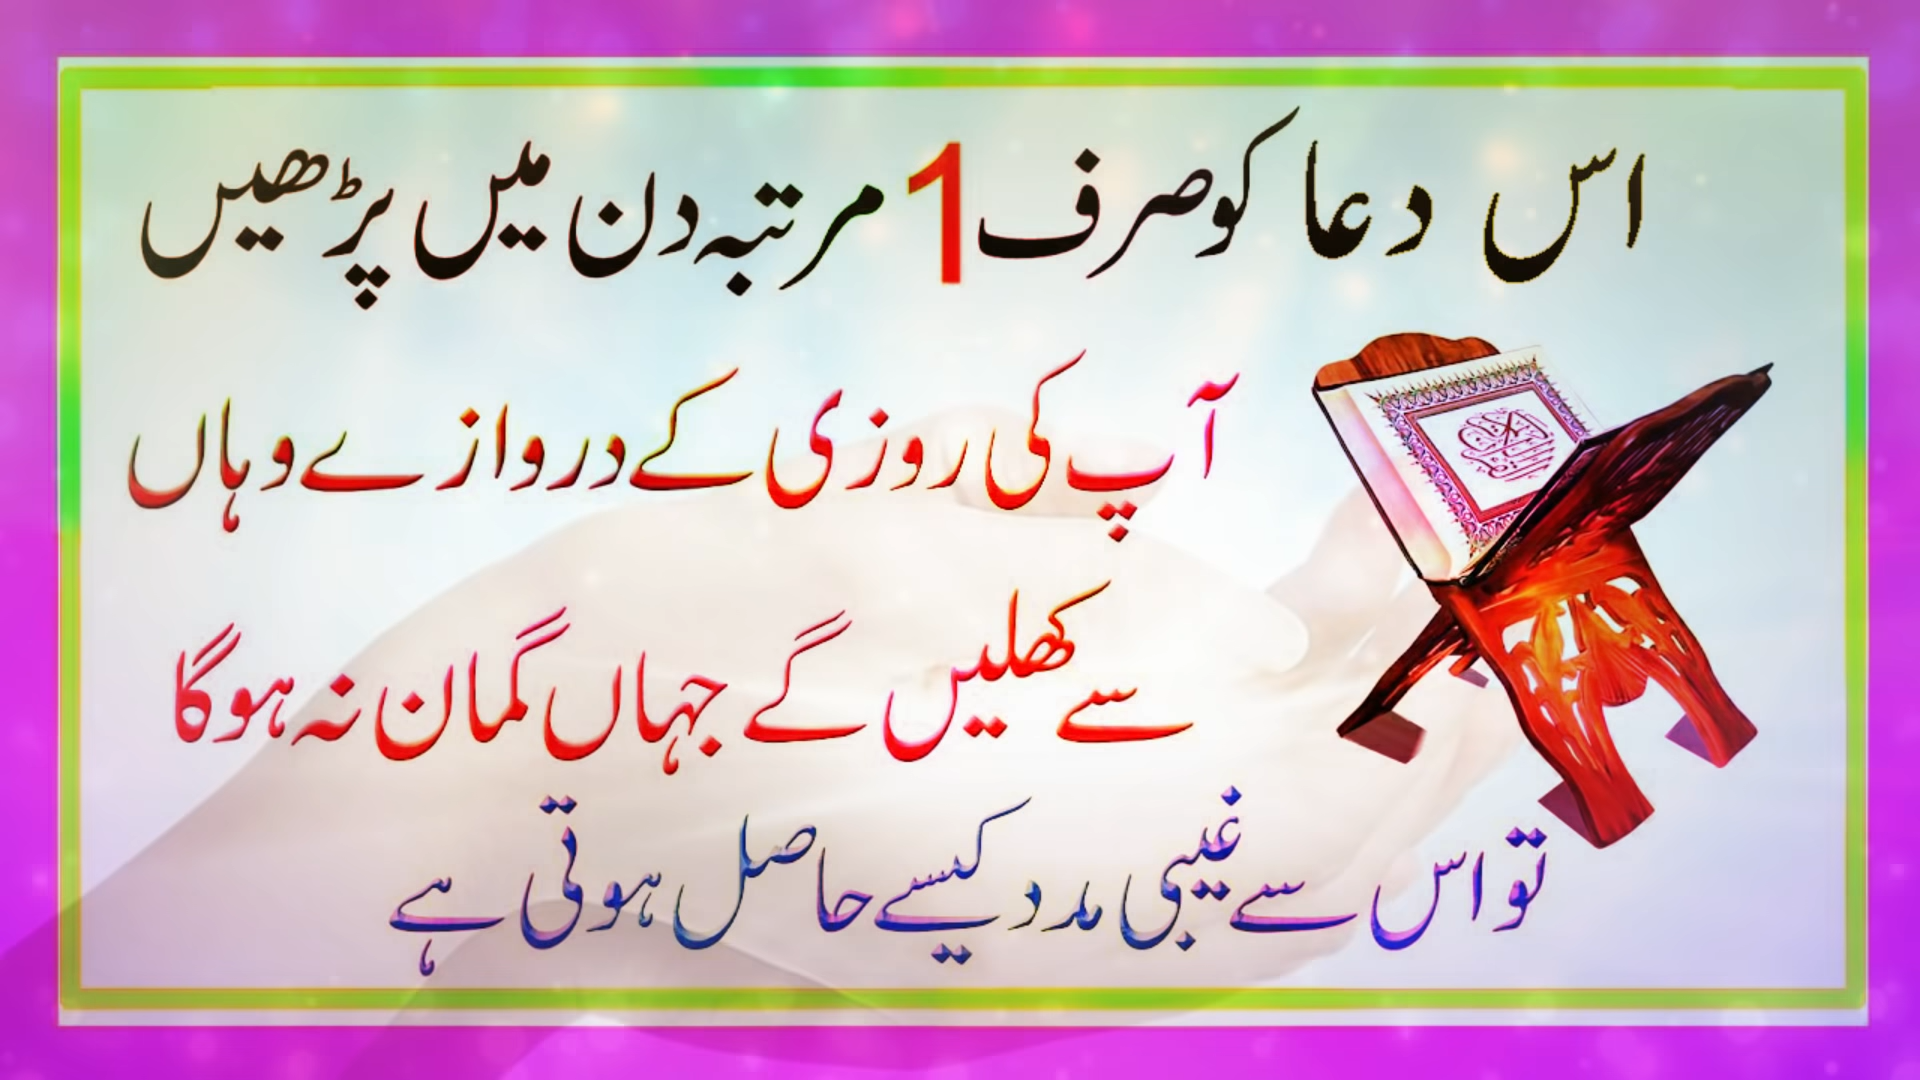 اس دعا کو صرف 1 مرتبہ دن میں پڑھیں
آپ کی روزی کے دروازے وہاں
سے کھلیں گے جہاں گمان نہ ہوگا
تو اس سے غیبی مدد کیسے حاصل ہوتی ہے